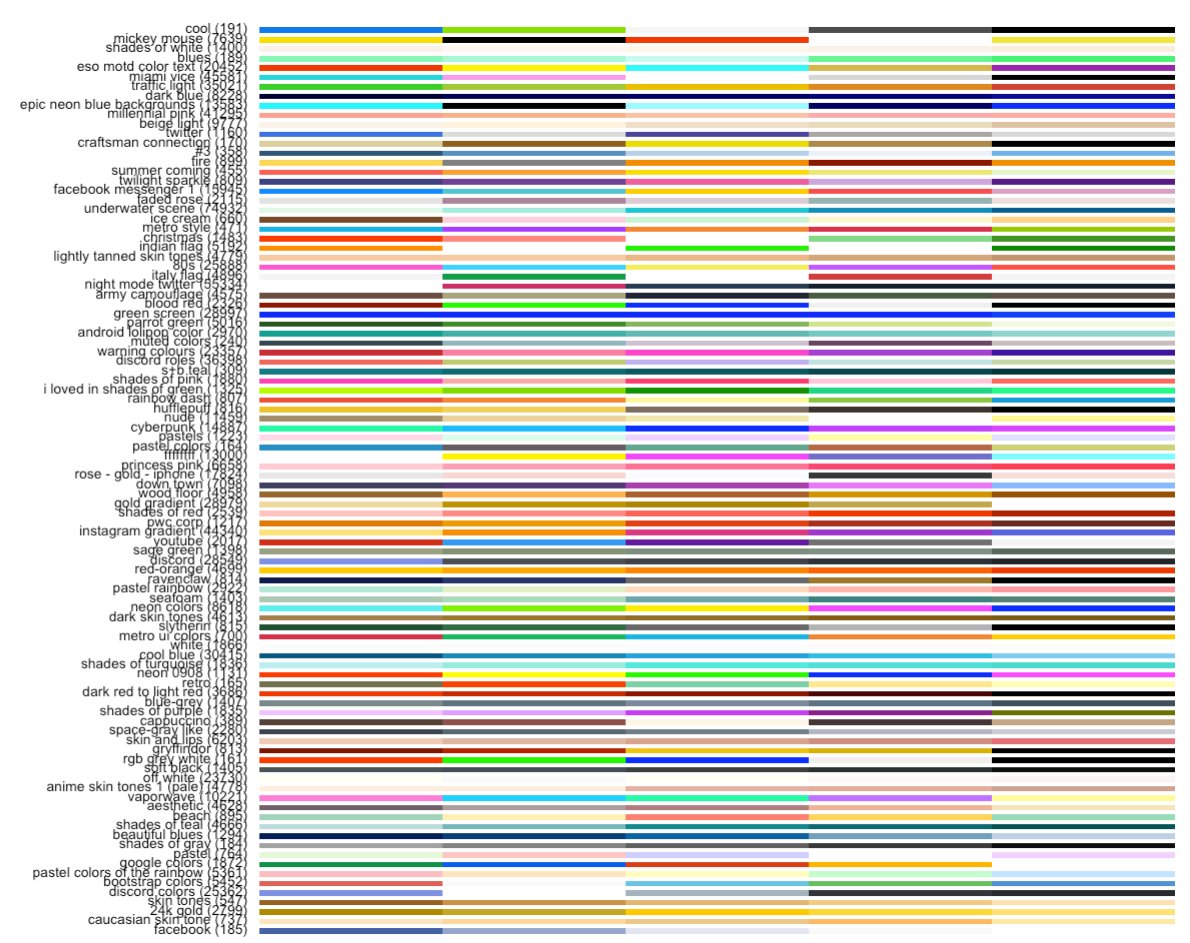 cool (191)
mickey mouse (7639)
shades of white (1400)
blues (189)
eso motd color text (20452)
miami vice (45581)
traffic light (35021)
dark blue (8228)
epic neon blue backgrounds (13583)
millennial pink (41295)
beige light (9777)
twitter (1160)
craftsman connection (170)
#3 (358)
fire (899)
summer coming (455)
twilight sparkle (809)
facebook messenger 1 (15945)
faded rose (2115)
underwater scene (74932)
ice cream (660)
metro style (471)
christmas (1483)
indian flag (5192)
lightly tanned skin tones (4779)
80s (25888)
italy flag (4896)
night mode twitter (55334)
army camouflage (4575)
blood red (2326)
green screen (28997)
parrot green (5016)
android lolipop color (2970)
muted colors (240)
warning colours (23357)
discord roles (36398)
s+b teal (309)
shades of pink (1880)
i loved in shades of green (1325)
rainbow dash (807)
hufflepuff (816)
nude (11459)
cyberpunk (14887)
pastels (1223)
pastel colors (164)
ffffffff (13000)
princess pink (6658)
rose - gold - iphone (17824)
down town (7098)
wood floor (4958)
gold gradient (28979)
shades of red (2539)
pwc corp (1217)
instagram gradient (44340)
youtube (2017)
sage green (1398)
discord (28549)
red-orange (4699)
ravenclaw (814)
pastel rainbow (2922)
seafoam (1403)
neon colors (8618)
dark skin tones (4613)
slytherin (815)
metro ui colors (700)
white (1866)
cool blue (30415)
shades of turquoise (1836)
neon 0908 (1131)
retro (165)
dark red to light red (3686)
blue-grey (1407)
shades of purple (1835)
cappuccino (389)
space-gray like (2280)
skin and lips (6203)
gryffindor (813)
rgb grey white (161)
soft black (1405)
off white (23730)
anime skin tones 1 (pale) (4778)
vaporwave (10221)
aesthetic (4628)
beach (895)
shades of teal (4666)
beautiful blues (1294)
shades of gray (184)
pastel (764)
google colors (1872)
pastel colors of the rainbow (5361)
bootstrap colors (5452)
discord colors (25362)
skin tones (547)
24k gold (2799)
caucasian skin tone (737)
facebook (185)